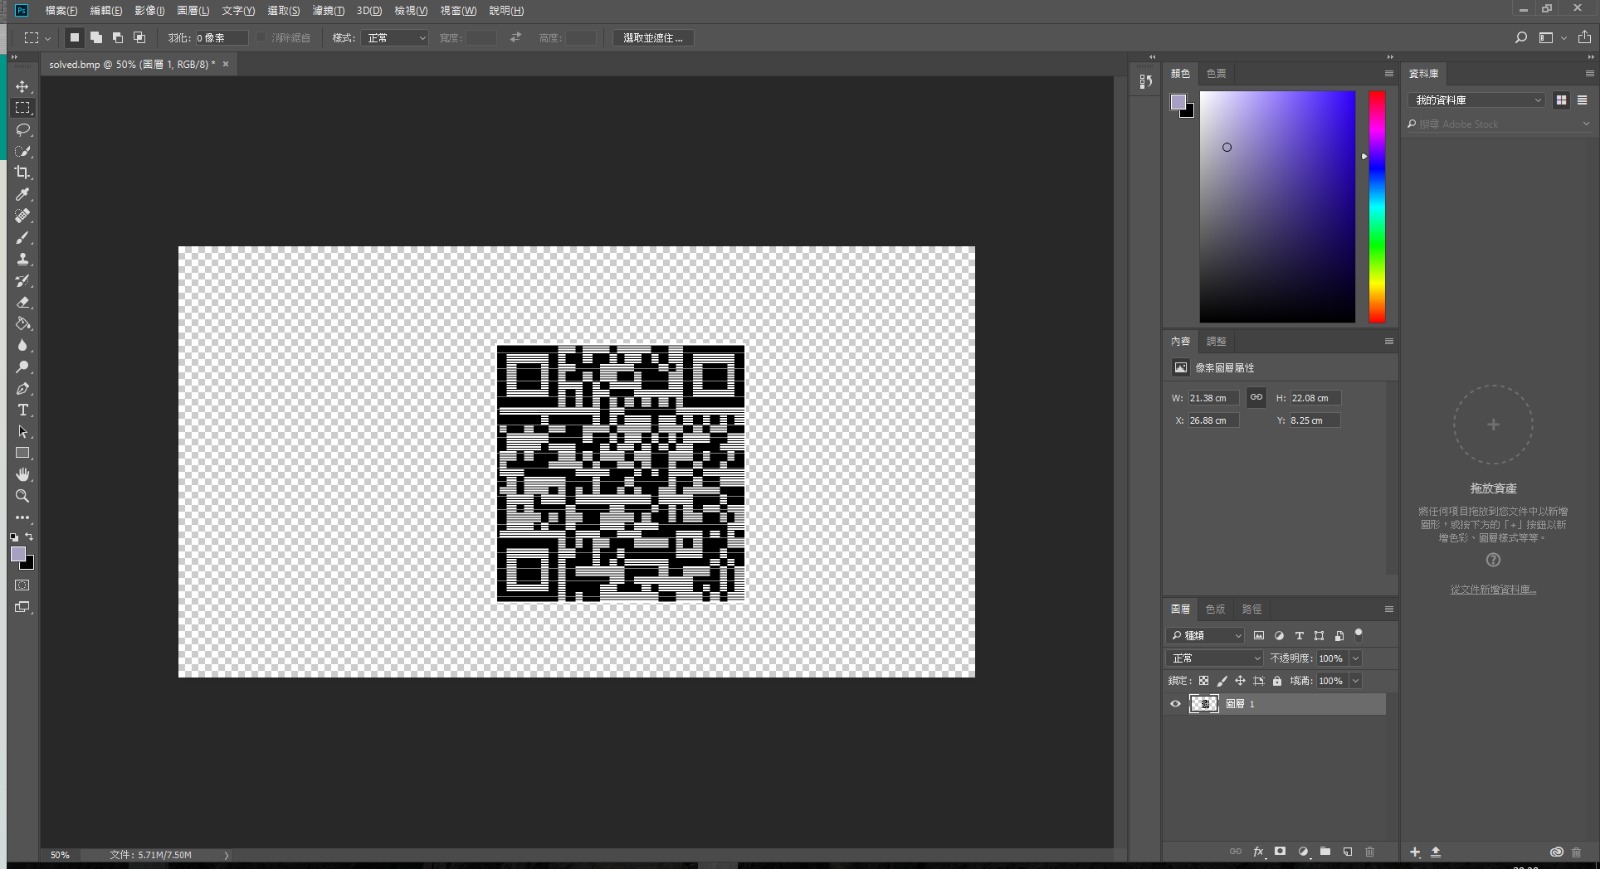 Ps 檔案(F) 編輯(E) 影像(I) 圖層(L) 文字(Y) 選取(S) 濾鏡(T) 3D(D) 檢視(V) 視窗(W) 說明(H)
羽化: 0 像素 消除鋸齒 樣式: 正常 寬度: 高度: 選取並遮住...
solved.bmp @ 50% (圖層 1, RGB/8) *
顏色 色票
資料庫
我的資料庫
搜尋 Adobe Stock
內容 調整
像素圖層屬性
W: 21.38 cm H: 22.08 cm
X: 26.88 cm Y: 8.25 cm
拖放資產
將任何項目拖放到您文件中以新增
圖形，或按下方的「+」按鈕以新
增色彩、圖層樣式等等。
從文件新增資料庫...
圖層 色版 路徑
種類
正常 不透明度: 100%
鎖定: 填滿: 100%
圖層 1
fx
50% 文件: 5.71M/7.50M